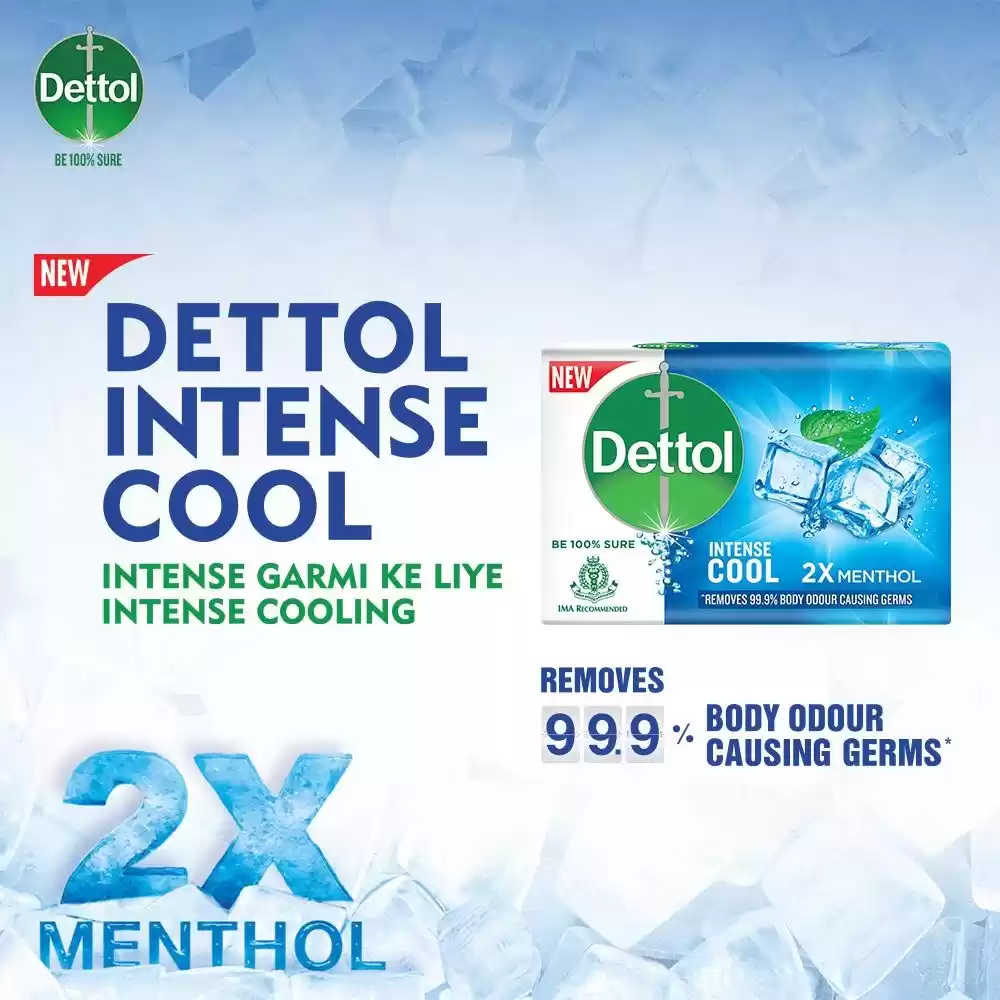 Dettol
BE 100% SURE
NEW
DETTOL
INTENSE
COOL
INTENSE GARMI KE LIYE
INTENSE COOLING
NEW
Dettol
BE 100% SURE
IMA RECOMMENDED
INTENSE
COOL 2X MENTHOL
*REMOVES 99.9% BODY ODOUR CAUSING GERMS
REMOVES
99.9% BODY ODOUR
CAUSING GERMS*
2X
MENTHOL